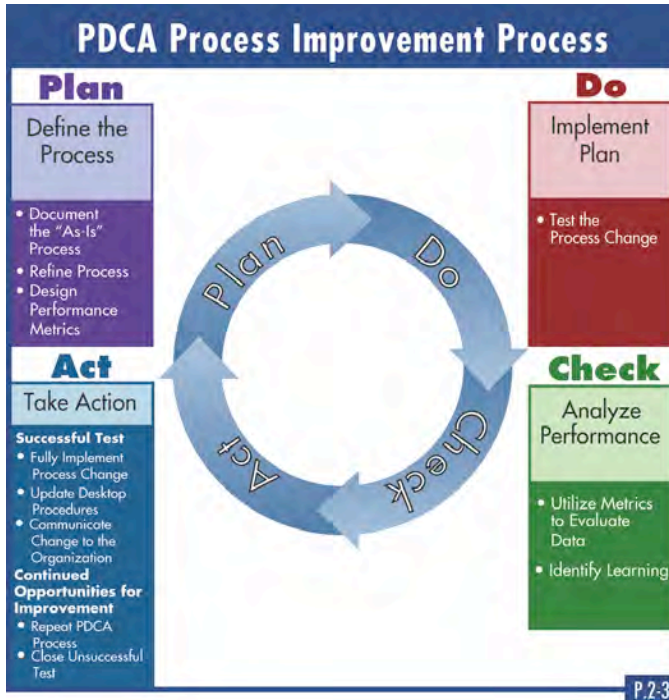 PDCA Process Improvement Process
Plan
Define the
Process
• Document
the "As-Is"
Process
• Refine Process
• Design
Performance
Metrics
Do
Implement
Plan
• Test the
Process Change
Plan
Do
Check
Act
Act
Take Action
Successful Test
• Fully Implement
Process Change
• Update Desktop
Procedures
• Communicate
Change to the
Organization
Continued
Opportunities for
Improvement
• Repeat PDCA
Process
• Close Unsuccessful
Test
Check
Analyze
Performance
• Utilize Metrics
to Evaluate
Data
• Identify Learning
P.2-3